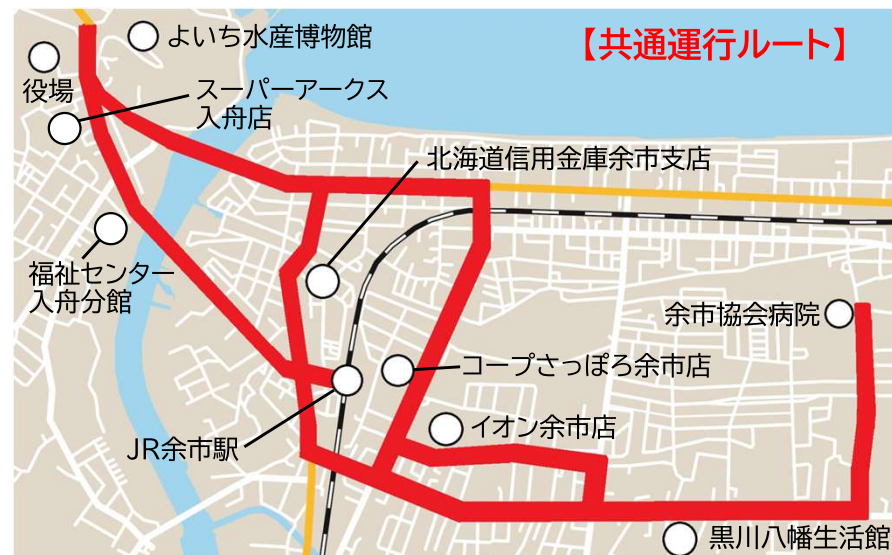 【共通運行ルート】
よいち水産博物館
役場
スーパーアークス
入舟店
北海道信用金庫余市支店
福祉センター
入舟分館
余市協会病院
コープさっぽろ余市店
イオン余市店
JR余市駅
黒川八幡生活館